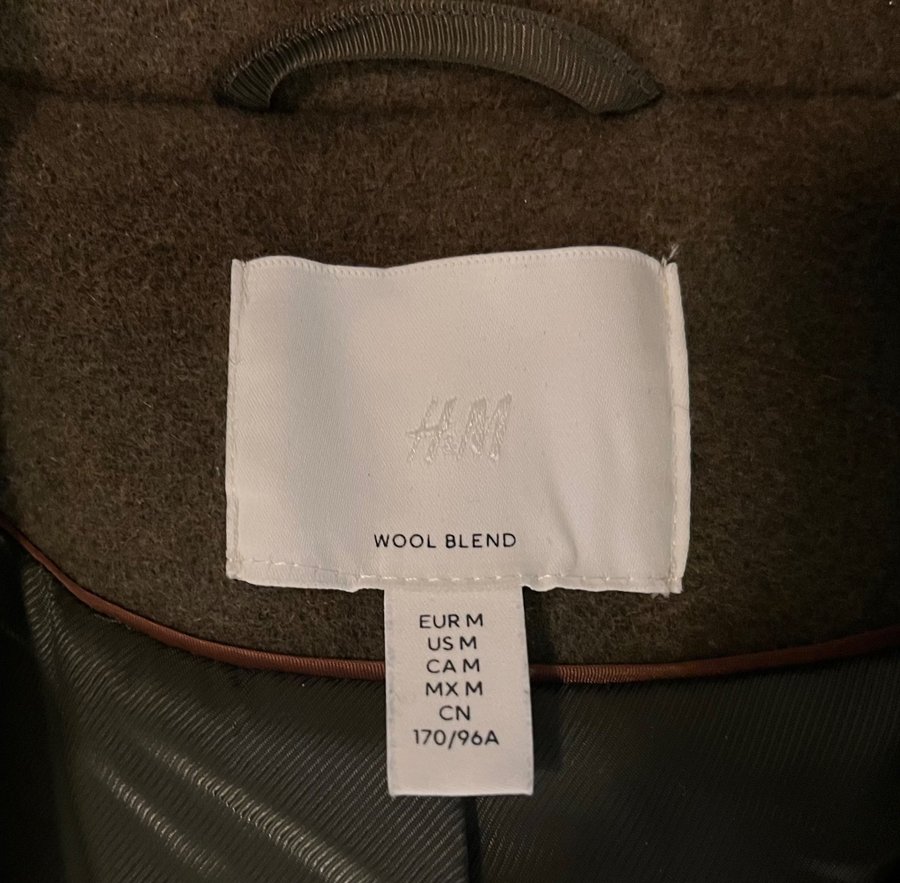 H&M
WOOL BLEND
EUR M
US M
CA M
MX M
CN
170/96A